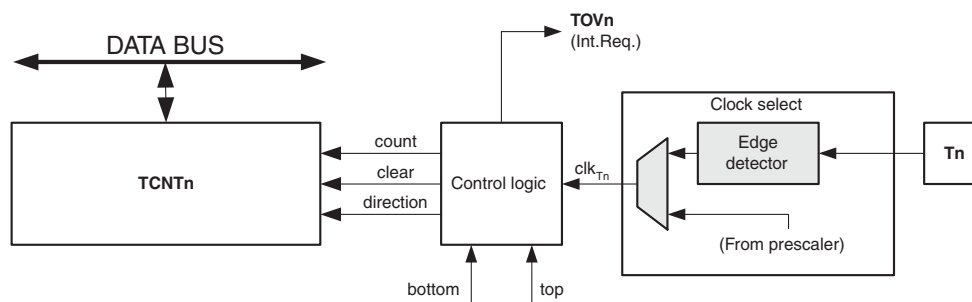 TOVn
(Int.Req.)
DATA BUS
Clock select
count
Edge
detector
Tn
TCNTn
clear
Control logic
clkTn
direction
(From prescaler)
bottom
top